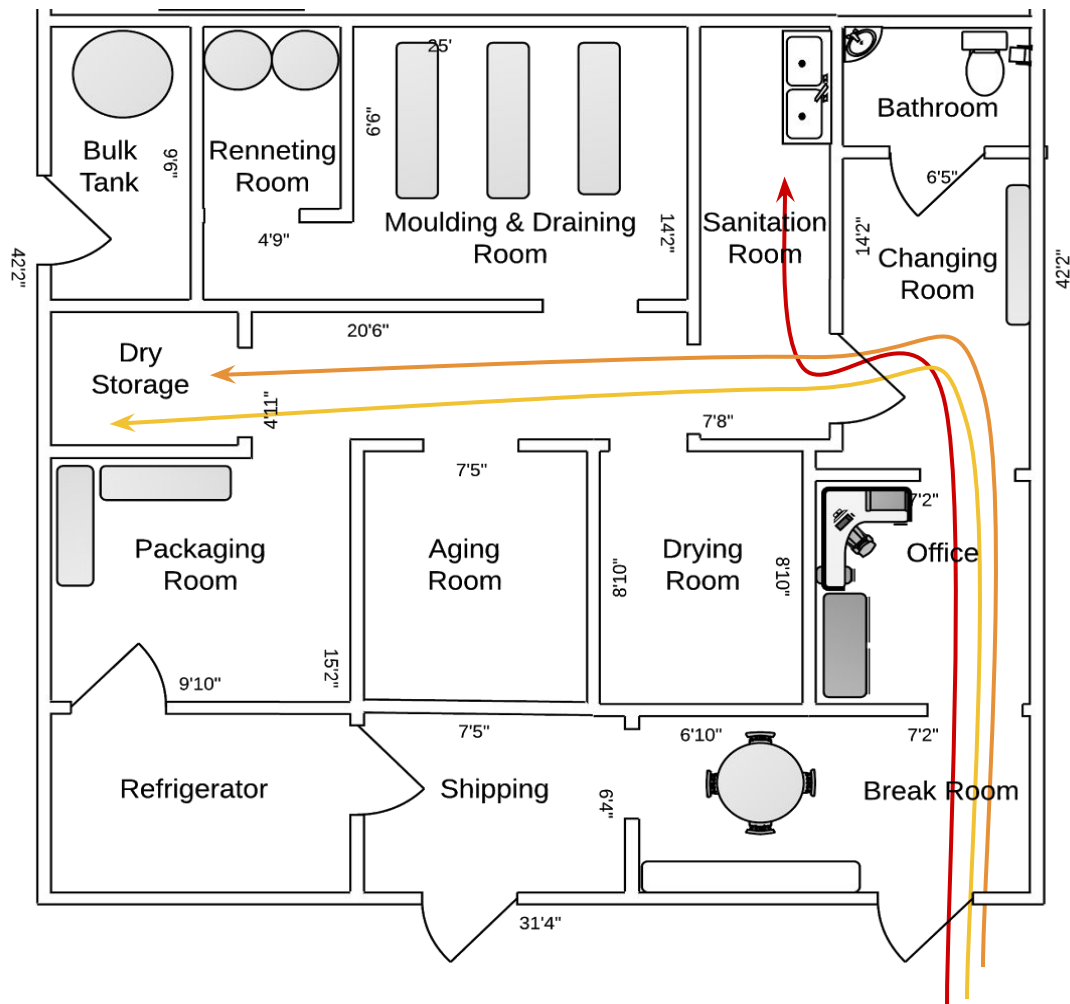 25'
Bulk
Tank
9'6"
Renneting
Room
6'6"
Bathroom
6'5"
4'9"
Moulding & Draining
Room
14'2"
Sanitation
Room
14'2"
Changing
Room
42'2"
42'2"
20'6"
Dry
Storage
4'11"
7'8"
7'5"
7'2"
Packaging
Room
Aging
Room
8'10"
Drying
Room
8'10"
Office
15'2"
9'10"
7'5"
6'10"
7'2"
Refrigerator
Shipping
6'4"
Break Room
31'4"